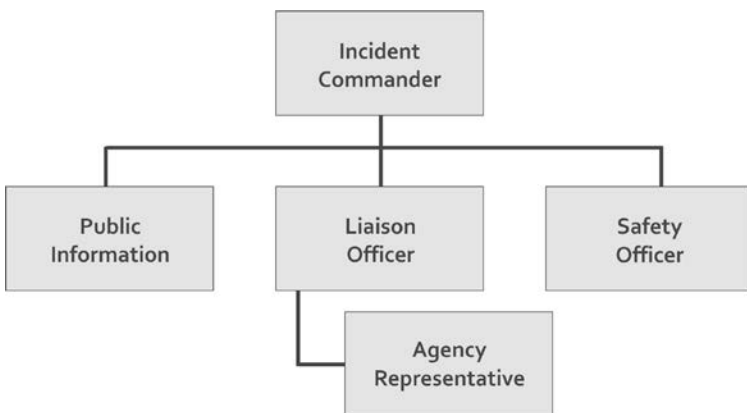 Incident
Commander
Public
Information
Liaison
Officer
Safety
Officer
Agency
Representative